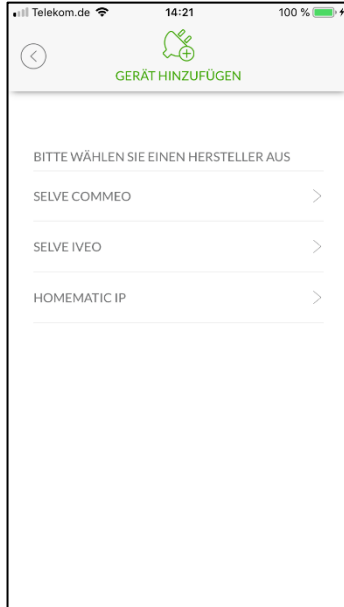 Telekom.de 14:21 100 %
GERÄT HINZUFÜGEN
BITTE WÄHLEN SIE EINEN HERSTELLER AUS
SELVE COMMEO
SELVE IVEO
HOMEMATIC IP